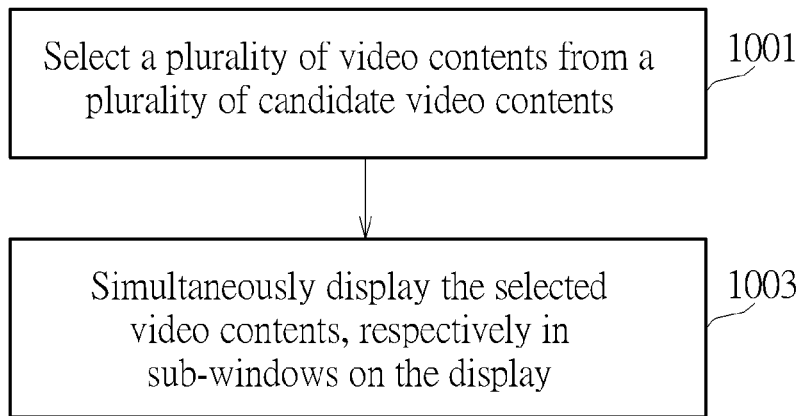 Select a plurality of video contents from a
plurality of candidate video contents
1001
Simultaneously display the selected
video contents, respectively in
sub-windows on the display
1003